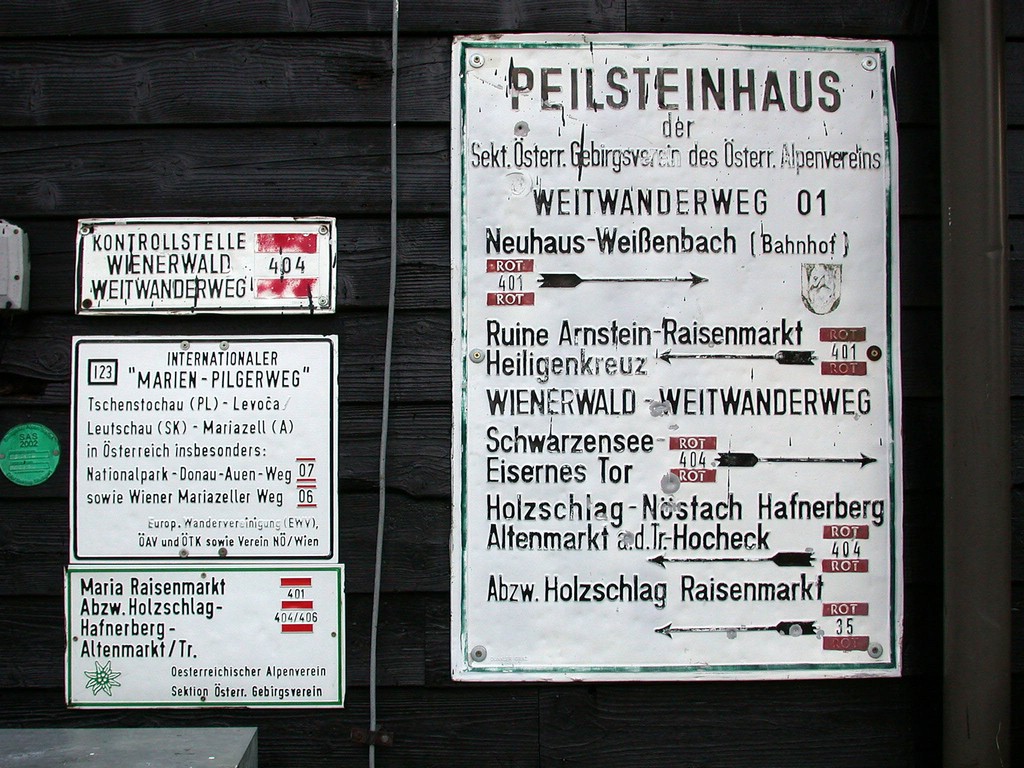 KONTROLLSTELLE
WIENERWALD 404
WEITWANDERWEG
123
INTERNATIONALER
"MARIEN-PILGERWEG"
Tschenstochau (PL) - Levoča/
Leutschau (SK) - Mariazell (A)
in Österreich insbesondere:
Nationalpark-Donau-Auen-Weg 07
sowie Wiener Mariazeller Weg 06
Europ. Wandervereinigung (EWV),
ÖAV und ÖTK sowie Verein NÖ/Wien
SAS
2002
Maria Raisenmarkt 401
Abzw. Holzschlag- 404/406
Hafnerberg-
Altenmarkt/Tr.
Oesterreichischer Alpenverein
Sektion Österr. Gebirgsverein
PEILSTEINHAUS
der
Sekt. Österr. Gebirgsverein des Österr. Alpenvereins
WEITWANDERWEG 01
Neuhaus-Weißenbach (Bahnhof)
ROT
401
ROT
Ruine Arnstein-Raisenmarkt
Heiligenkreuz
ROT
401
ROT
WIENERWALD-WEITWANDERWEG
Schwarzensee-
Eisernes Tor
ROT
404
ROT
Holzschlag-Nöstach Hafnerberg
Altenmarkt a.d.Tr-Hocheck
ROT
404
ROT
Abzw. Holzschlag Raisenmarkt
ROT
35
ROT